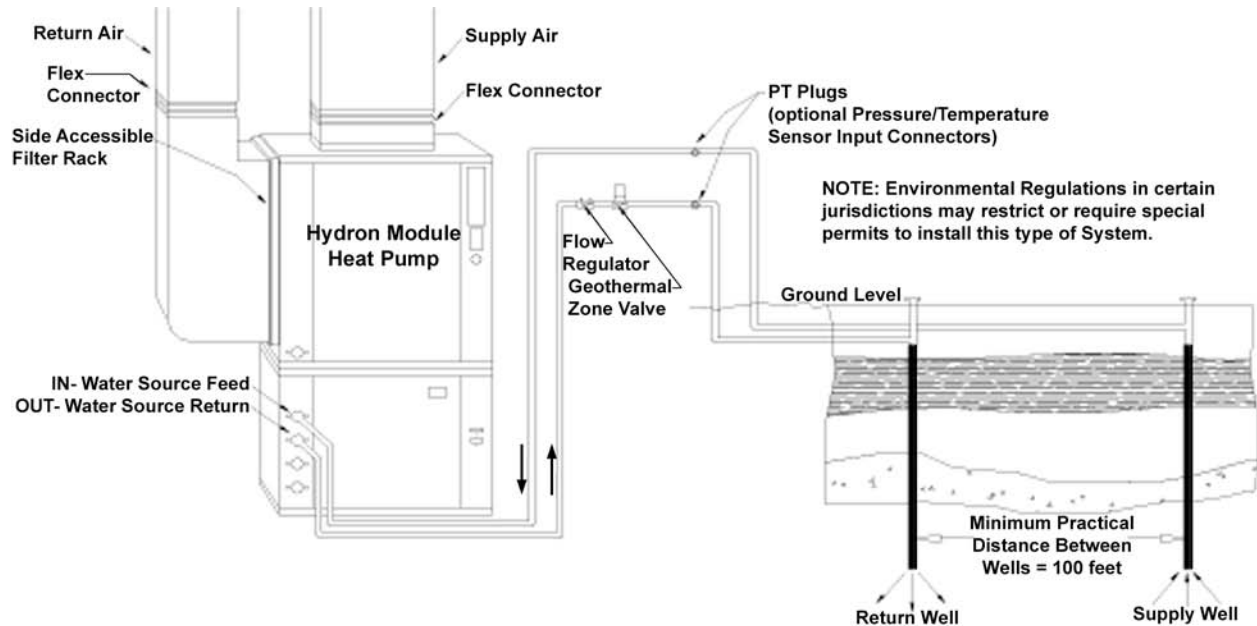 Return Air
Supply Air
Flex
Connector
Flex Connector
PT Plugs
(optional Pressure/Temperature
Sensor Input Connectors)
Side Accessible
Filter Rack
NOTE: Environmental Regulations in certain
jurisdictions may restrict or require special
permits to install this type of System.
Hydron Module
Heat Pump
Flow
Regulator
Geothermal
Zone Valve
Ground Level
IN- Water Source Feed
OUT- Water Source Return
Minimum Practical
Distance Between
Wells = 100 feet
Return Well
Supply Well